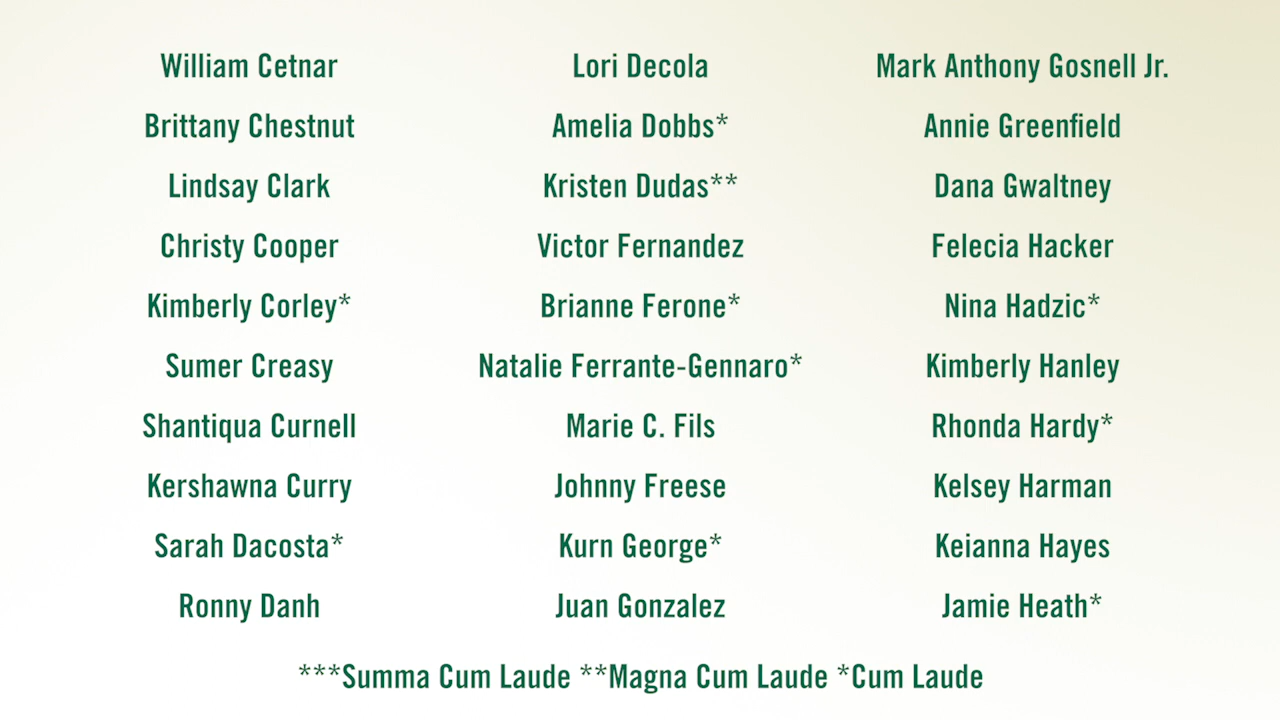 William Cetnar
Brittany Chestnut
Lindsay Clark
Christy Cooper
Kimberly Corley*
Sumer Creasy
Shantiqua Curnell
Kershawna Curry
Sarah Dacosta*
Ronny Danh
Lori Decola
Amelia Dobbs*
Kristen Dudas**
Victor Fernandez
Brianne Ferone*
Natalie Ferrante-Gennaro*
Marie C. Fils
Johnny Freese
Kurn George*
Juan Gonzalez
Mark Anthony Gosnell Jr.
Annie Greenfield
Dana Gwaltney
Felecia Hacker
Nina Hadzic*
Kimberly Hanley
Rhonda Hardy*
Kelsey Harman
Keianna Hayes
Jamie Heath*
***Summa Cum Laude **Magna Cum Laude *Cum Laude